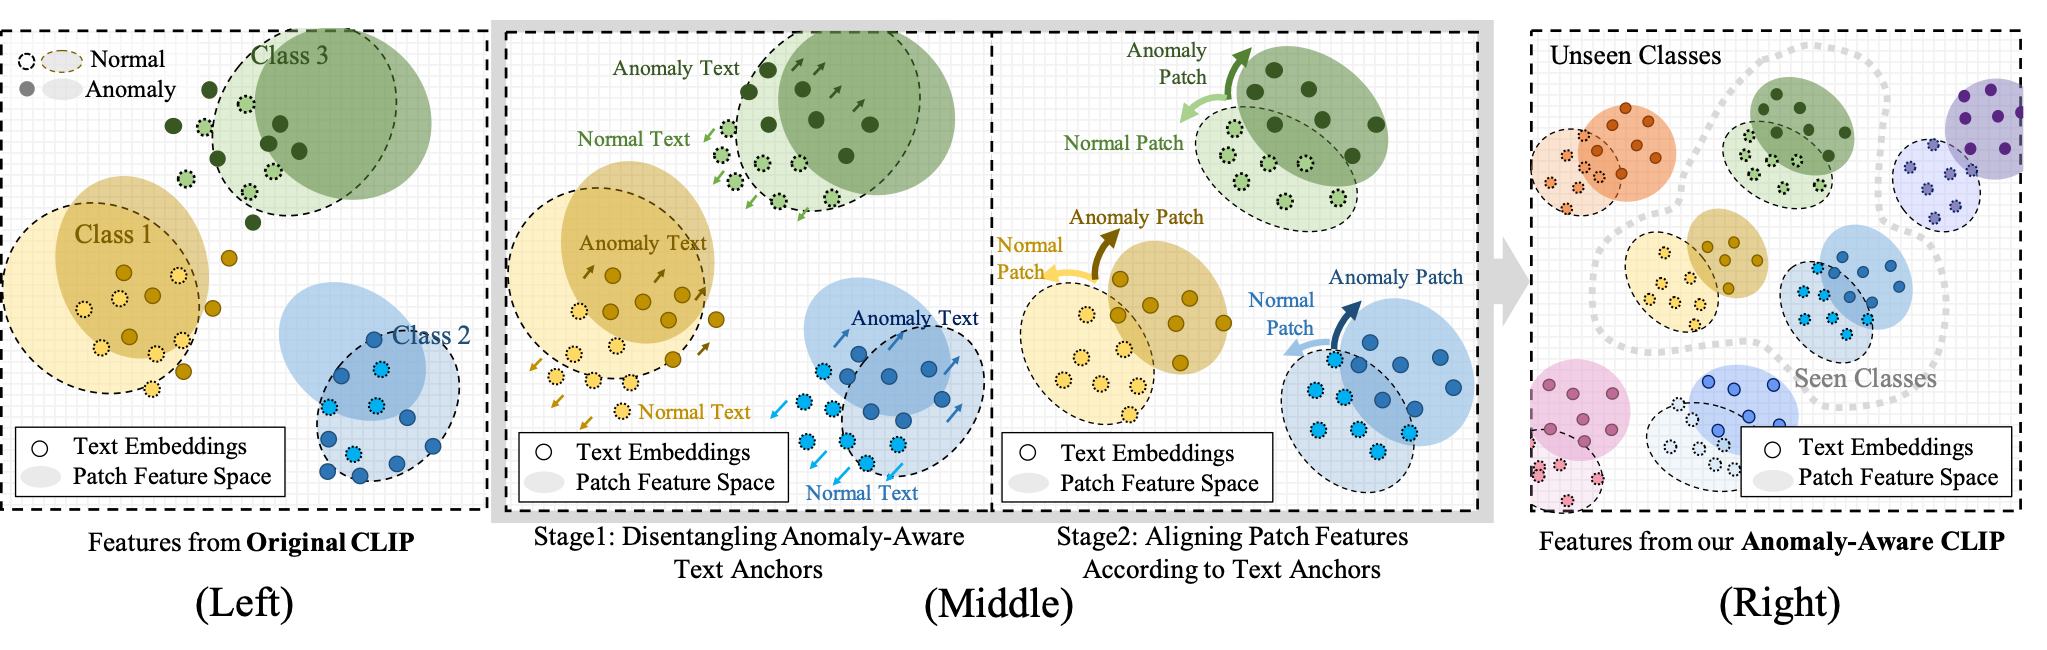 Normal
Anomaly
Class 3
Class 1
Class 2
Text Embeddings
Patch Feature Space
Features from Original CLIP
(Left)
Anomaly Text
Normal Text
Anomaly Text
Normal Text
Anomaly Text
Normal Text
Text Embeddings
Patch Feature Space
Stage1: Disentangling Anomaly-Aware
Text Anchors
Anomaly
Patch
Normal Patch
Anomaly Patch
Normal
Patch
Anomaly Patch
Normal
Patch
Text Embeddings
Patch Feature Space
Stage2: Aligning Patch Features
According to Text Anchors
(Middle)
Unseen Classes
Seen Classes
Text Embeddings
Patch Feature Space
Features from our Anomaly-Aware CLIP
(Right)